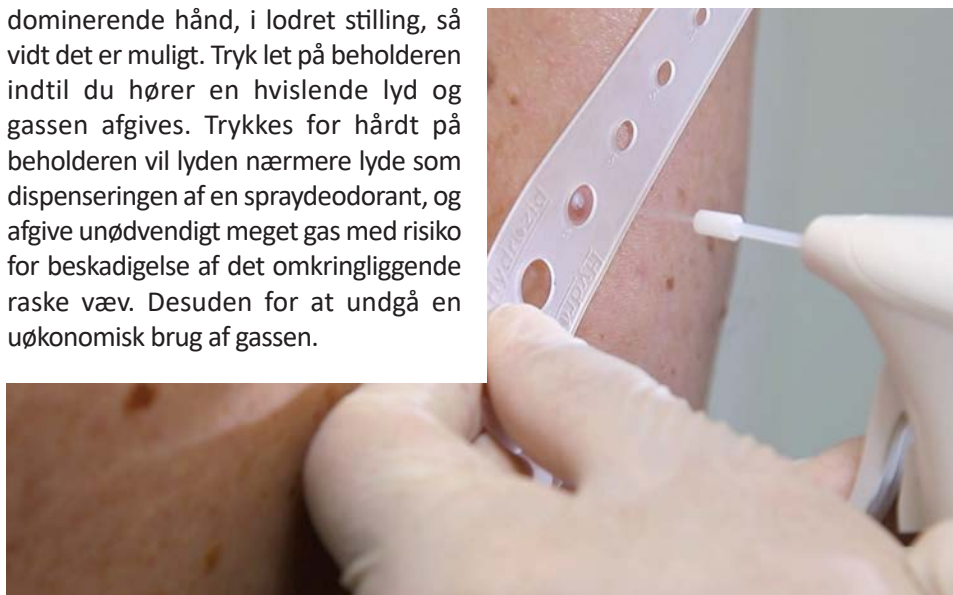 dominerende hånd, i lodret stilling, så
vidt det er muligt. Tryk let på beholderen
indtil du hører en hvislende lyd og
gassen afgives. Trykkes for hårdt på
beholderen vil lyden nærmere lyde som
dispenseringen af en spraydeodorant, og
afgive unødvendigt meget gas med risiko
for beskadigelse af det omkringliggende
raske væv. Desuden for at undgå en
uøkonomisk brug af gassen.